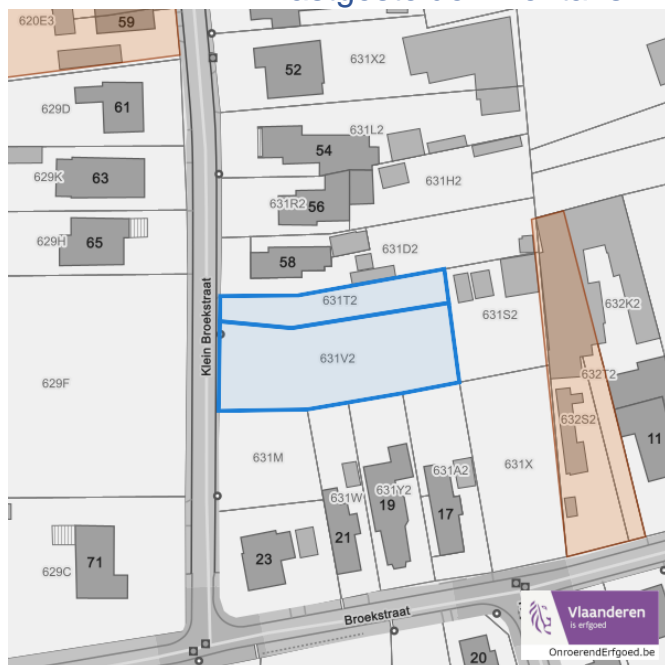 620E3
59
52
631X2
61
629D
631L2
54
63
629K
631H2
631R2
56
65
629H
631D2
58
Klein Broekstraat
631T2
632K2
631S2
631V2
629F
632T2
632S2
11
631M
631A2
631X
631W
631Y2
19
17
21
23
71
629C
Broekstraat
20
Vlaanderen
is erfgoed
OnroerendErfgoed.be